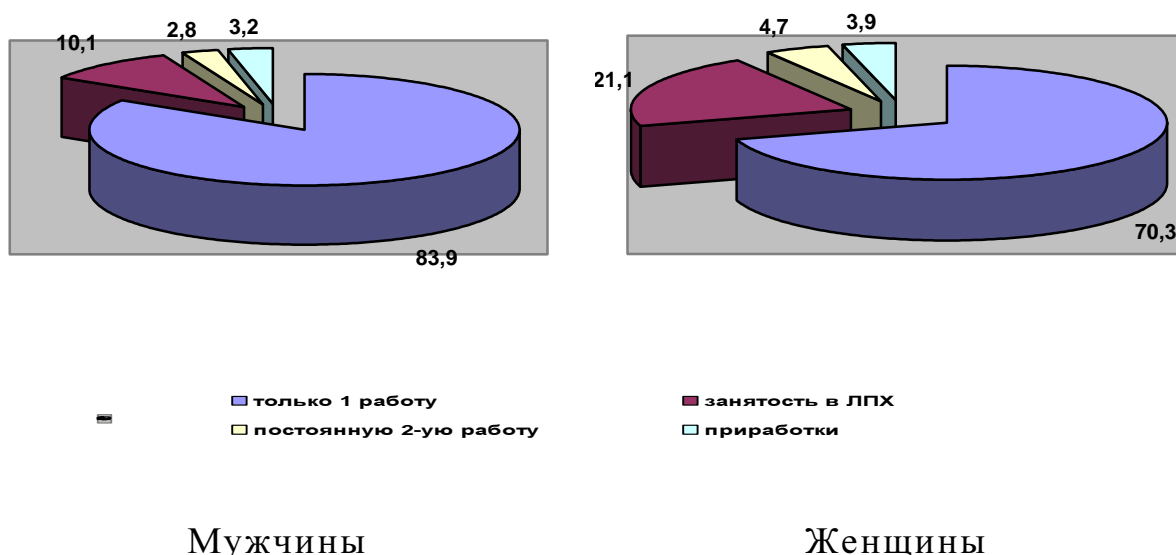 2,8 3,2
10,1
83,9
4,7 3,9
21,1
70,3
только 1 работу занятость в ЛПХ
постоянную 2-ую работу приработки
Мужчины Женщины